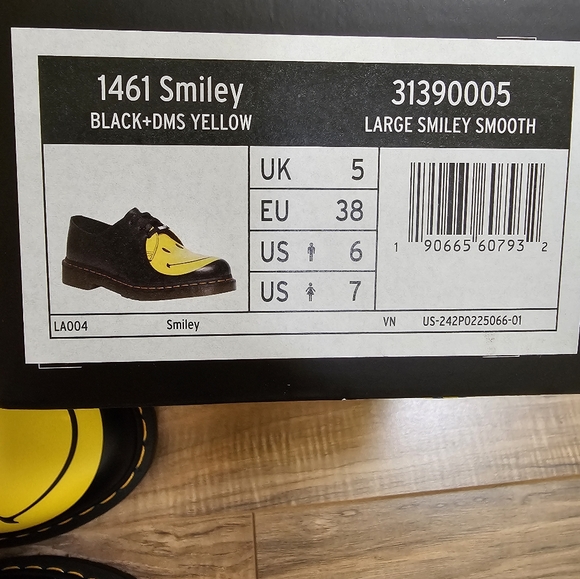 1461 Smiley 31390005
BLACK+DMS YELLOW LARGE SMILEY SMOOTH
UK 5
EU 38
US 6
US 7
1 90665 60793 2
LA004 Smiley VN US-242P0225066-01